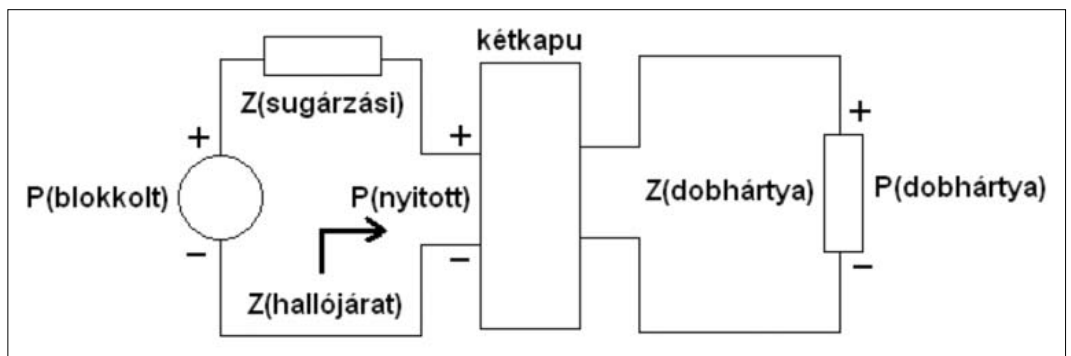 kétkapu
Z(sugárzási)
+
+
+
P(blokkolt)
P(nyitott)
Z(dobhártya)
P(dobhártya)
−
−
−
Z(hallójárat)